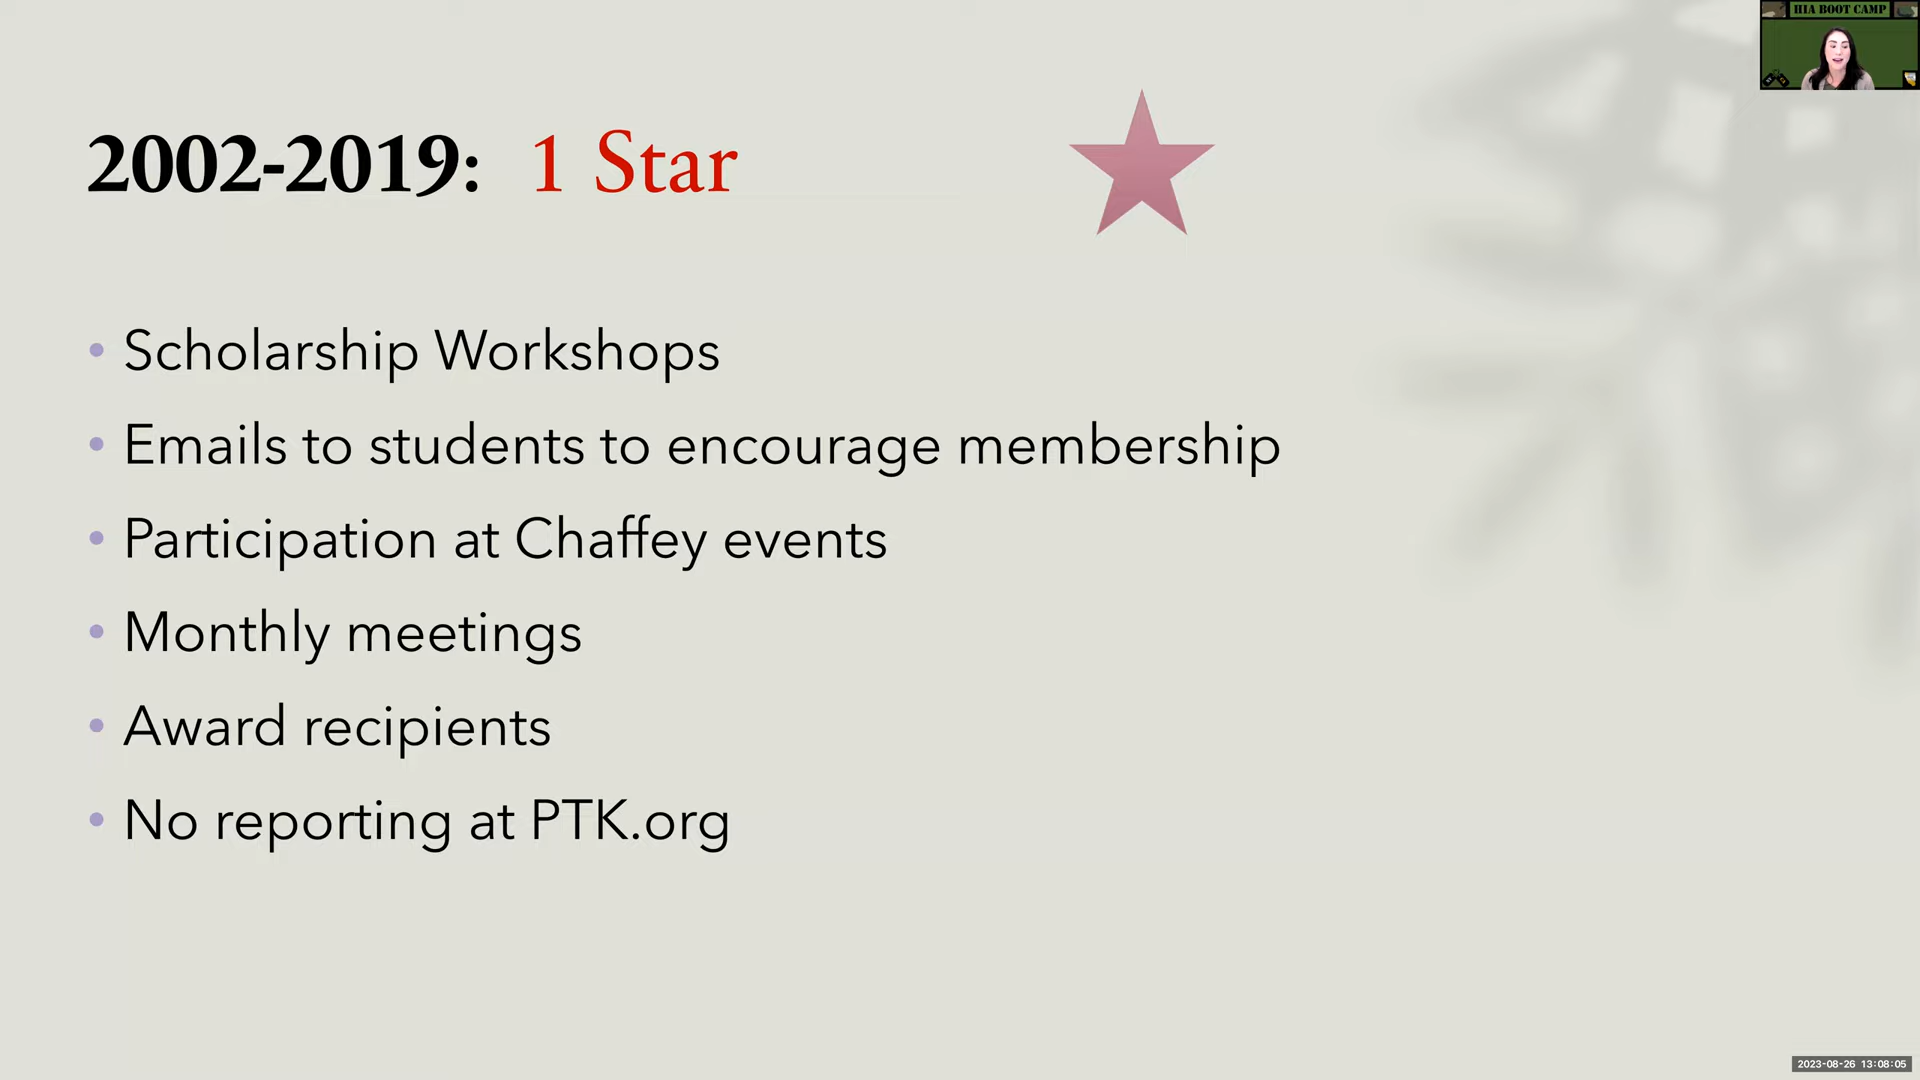 HIA BOOT CAMP
2002-2019: 1 Star
• Scholarship Workshops
• Emails to students to encourage membership
• Participation at Chaffey events
• Monthly meetings
• Award recipients
• No reporting at PTK.org
2023-08-26 13:08:05